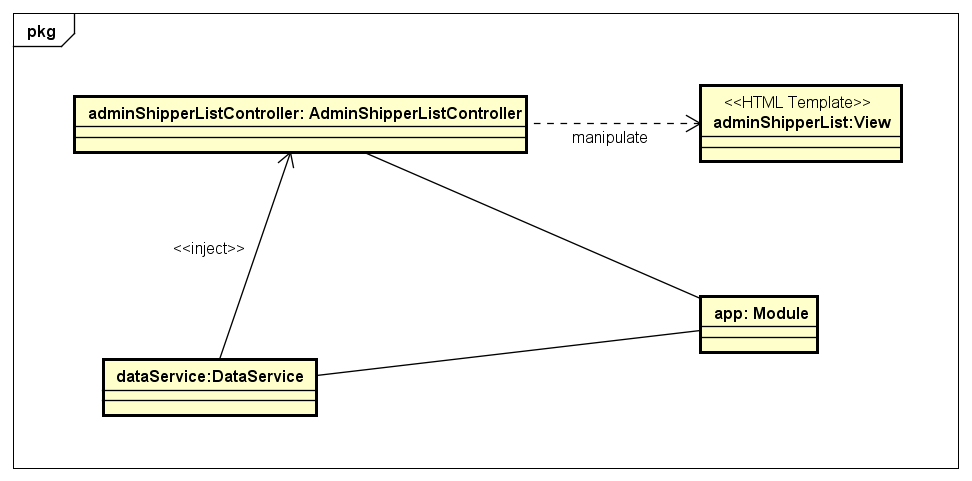 pkg
adminShipperListController: AdminShipperListController
<<HTML Template>>
adminShipperList:View
manipulate
<<inject>>
app: Module
dataService:DataService